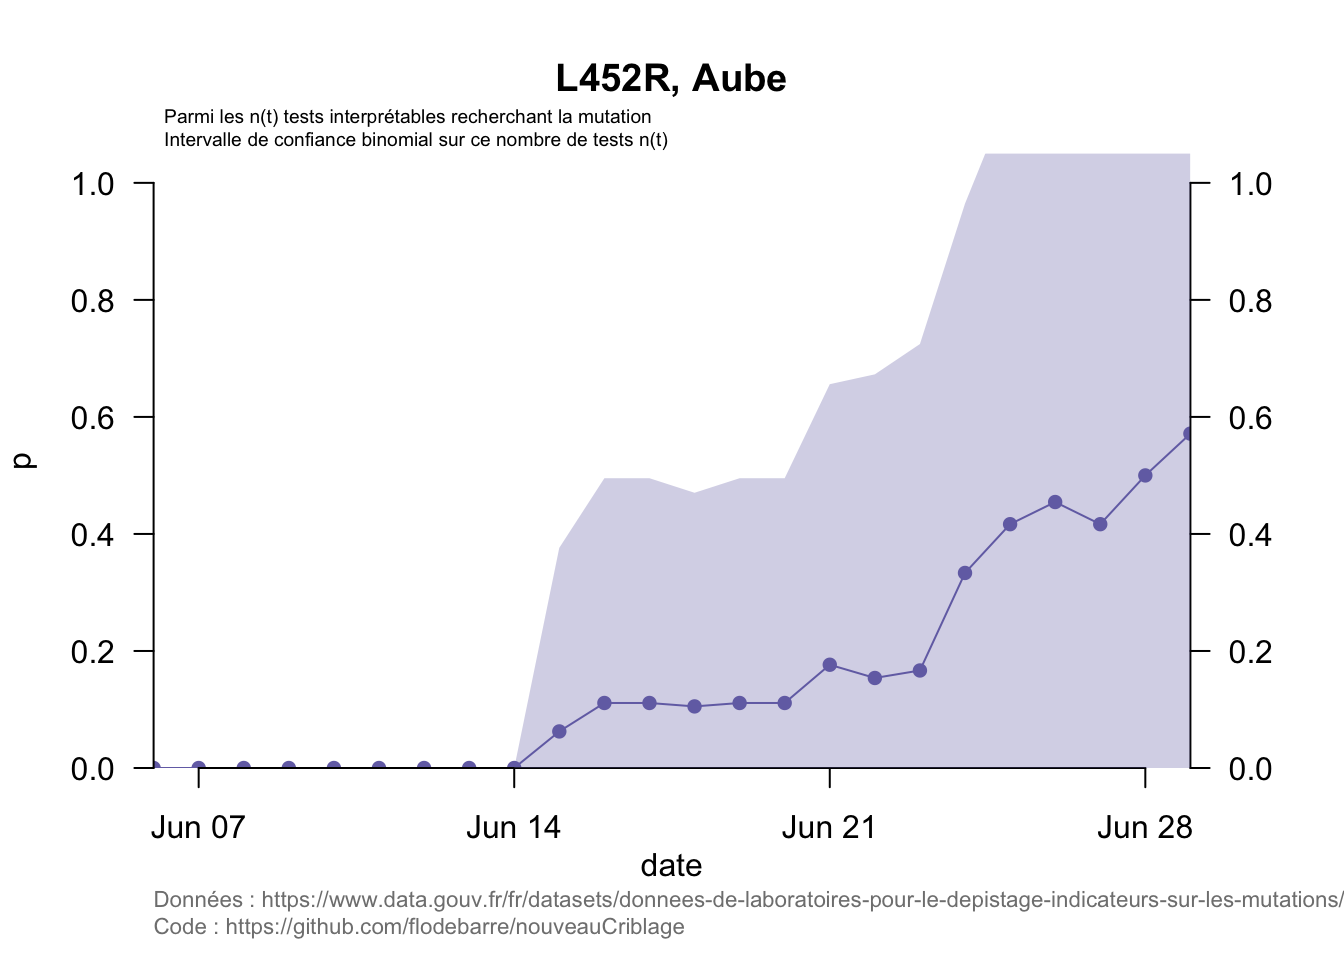 L452R, Aube
Parmi les n(t) tests interprétables recherchant la mutation
Intervalle de confiance binomial sur ce nombre de tests n(t)
1.0
0.8
0.6
0.4
0.2
0.0
p
1.0
0.8
0.6
0.4
0.2
0.0
Jun 07 Jun 14 Jun 21 Jun 28
date
Données : https://www.data.gouv.fr/fr/datasets/donnees-de-laboratoires-pour-le-depistage-indicateurs-sur-les-mutations/
Code : https://github.com/flodebarre/nouveauCriblage